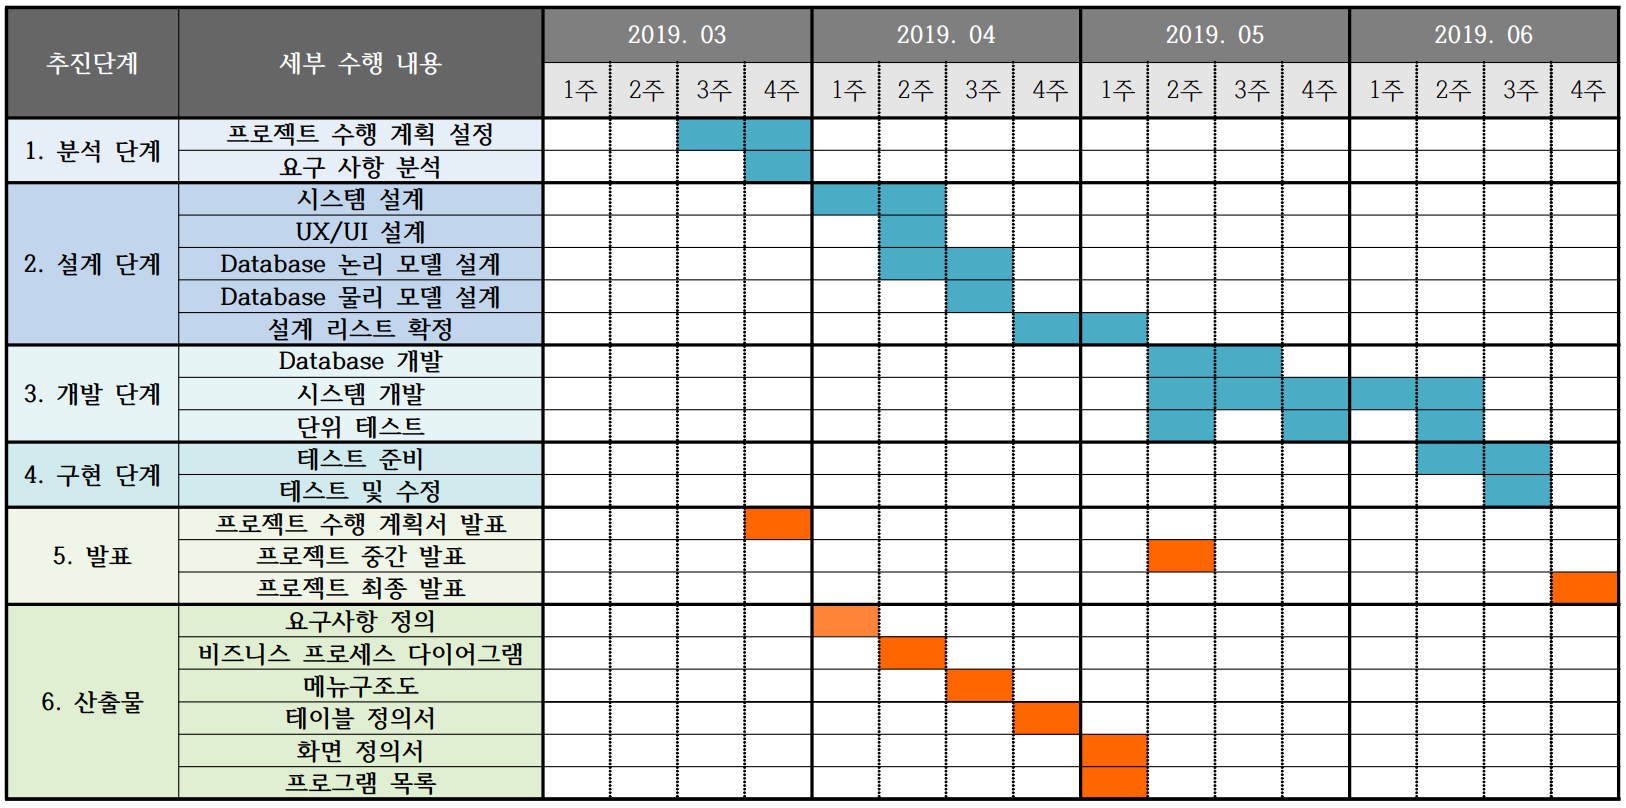 추진단계 세부 수행 내용 2019. 03 2019. 04 2019. 05 2019. 06
1주 2주 3주 4주 1주 2주 3주 4주 1주 2주 3주 4주 1주 2주 3주 4주
1. 분석 단계
프로젝트 수행 계획 설정
요구 사항 분석
2. 설계 단계
시스템 설계
UX/UI 설계
Database 논리 모델 설계
Database 물리 모델 설계
설계 리스트 확정
3. 개발 단계
Database 개발
시스템 개발
단위 테스트
4. 구현 단계
테스트 준비
테스트 및 수정
5. 발표
프로젝트 수행 계획서 발표
프로젝트 중간 발표
프로젝트 최종 발표
6. 산출물
요구사항 정의
비즈니스 프로세스 다이어그램
메뉴구조도
테이블 정의서
화면 정의서
프로그램 목록